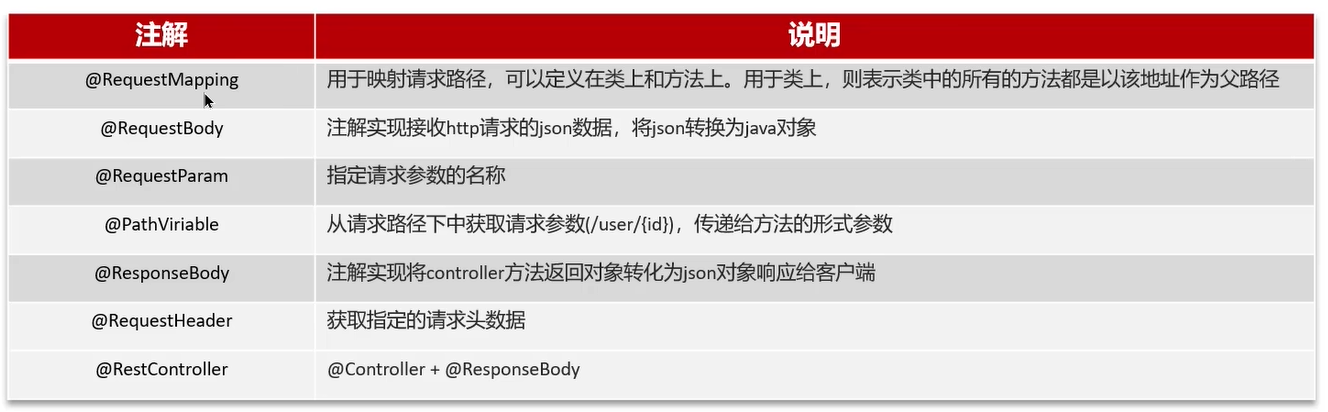 注解 说明
@RequestMapping 用于映射请求路径，可以定义在类上和方法上。用于类上，则表示类中的所有的方法都是以该地址作为父路径
@RequestBody 注解实现接收http请求的json数据，将json转换为java对象
@RequestParam 指定请求参数的名称
@PathViriable 从请求路径下中获取请求参数(/user/{id})，传递给方法的形式参数
@ResponseBody 注解实现将controller方法返回对象转化为json对象响应给客户端
@RequestHeader 获取指定的请求头数据
@RestController @Controller + @ResponseBody